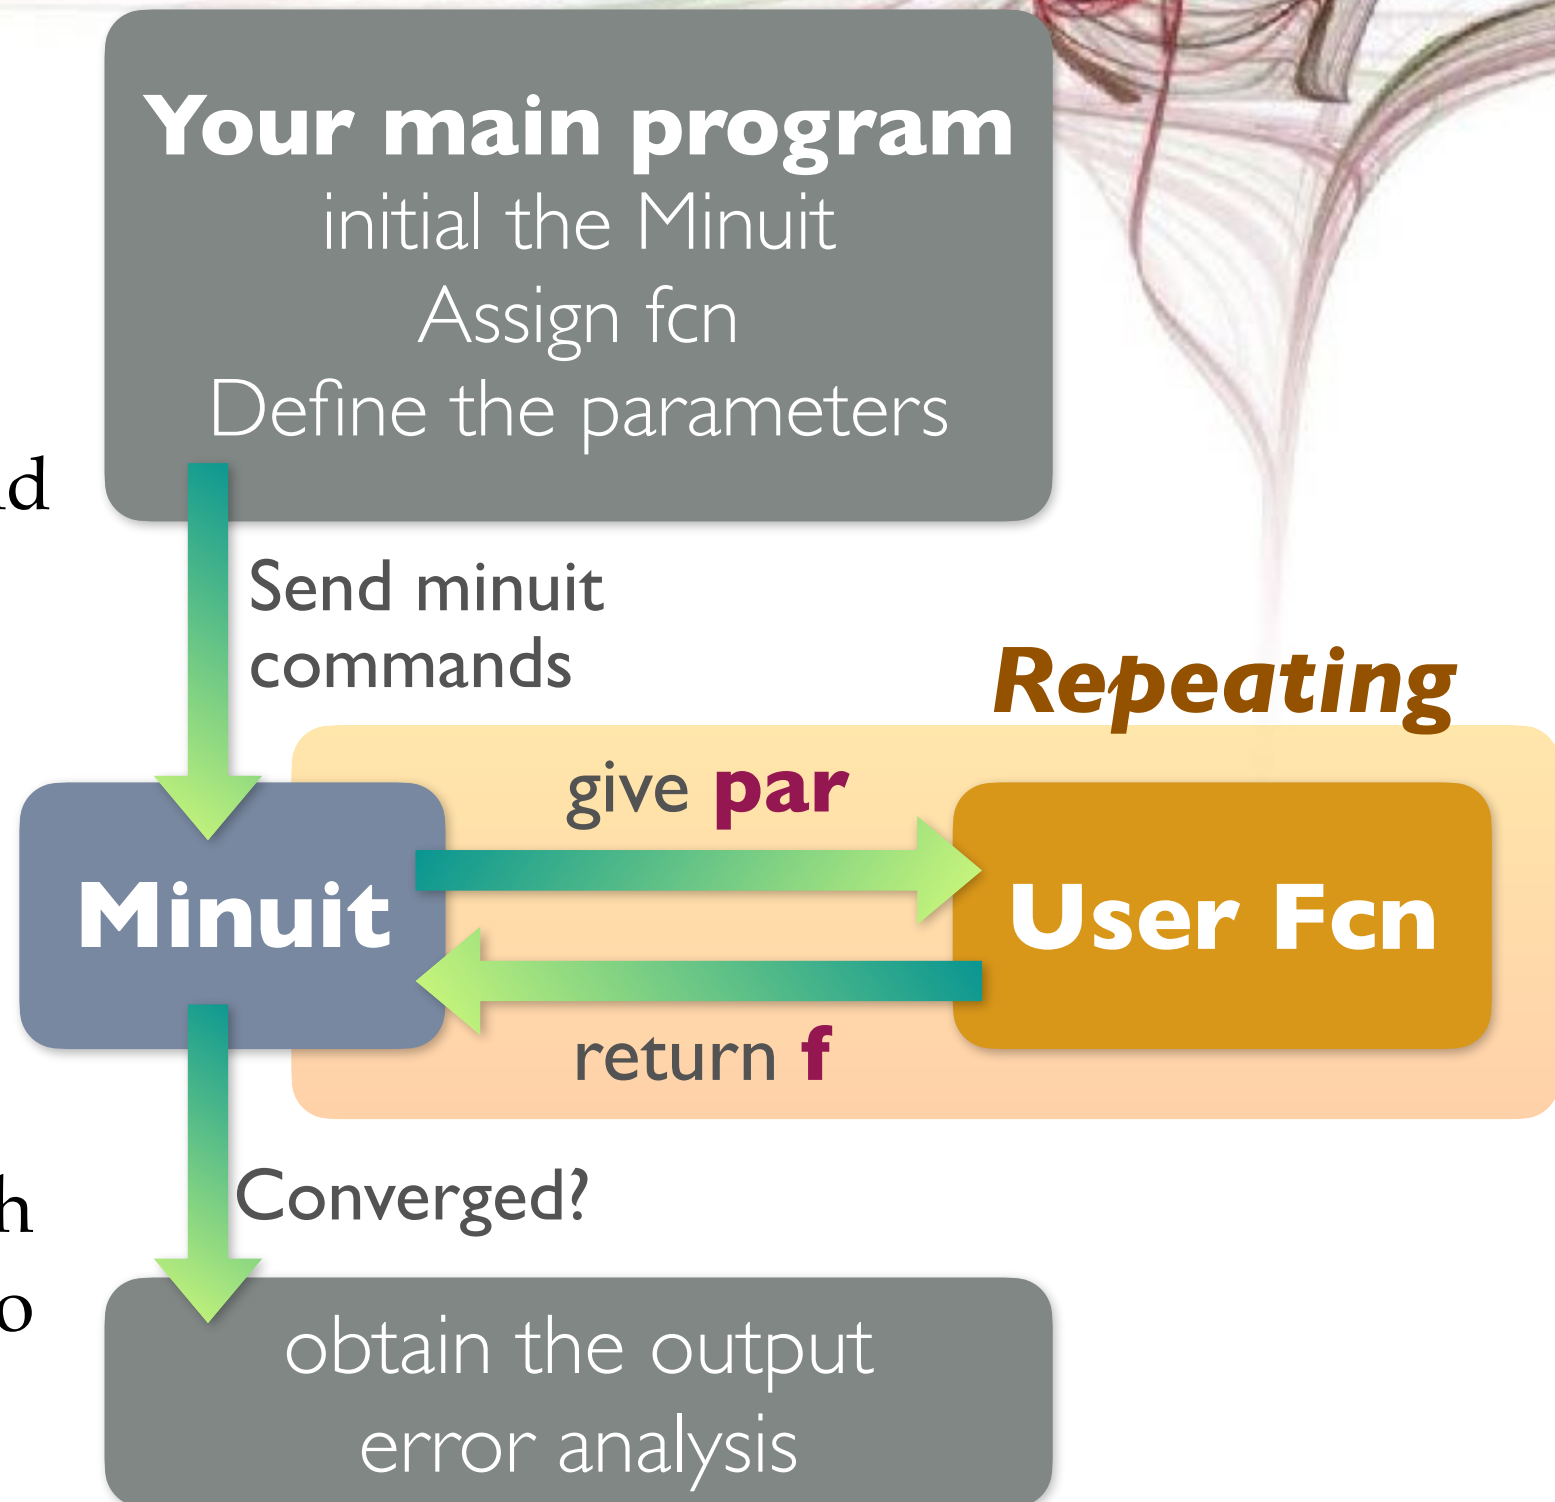 Your main program
initial the Minuit
Assign fcn
Define the parameters
Send minuit
commands
Repeating
give par
Minuit
User Fcn
return f
Converged?
obtain the output
error analysis